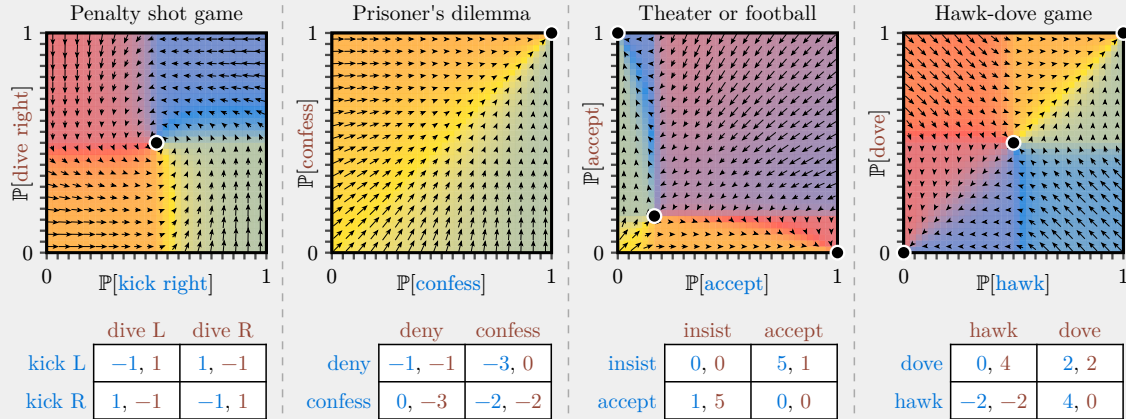 Penalty shot game
1
ℙ[dive right]
0
0
ℙ[kick right]
1
dive L dive R
kick L −1, 1 1, −1
kick R 1, −1 −1, 1
Prisoner's dilemma
1
ℙ[confess]
0
0
ℙ[confess]
1
deny confess
deny −1, −1 −3, 0
confess 0, −3 −2, −2
Theater or football
1
ℙ[accept]
0
0
ℙ[accept]
1
insist accept
insist 0, 0 5, 1
accept 1, 5 0, 0
Hawk-dove game
1
ℙ[dove]
0
0
ℙ[hawk]
1
hawk dove
dove 0, 4 2, 2
hawk −2, −2 4, 0